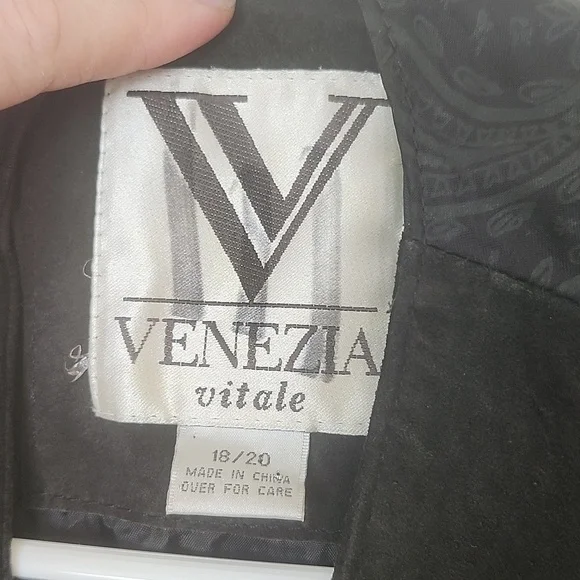 V
VENEZIA
vitale
18/20
MADE IN CHINA
OVER FOR CARE